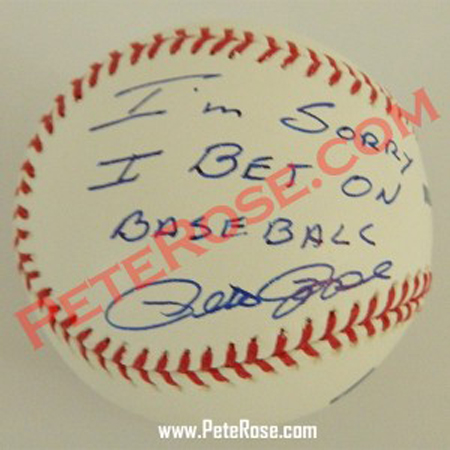 I'm SORRY
I BET ON
BASEBALL
Pete Rose
PETEROSE.COM
www.PeteRose.com